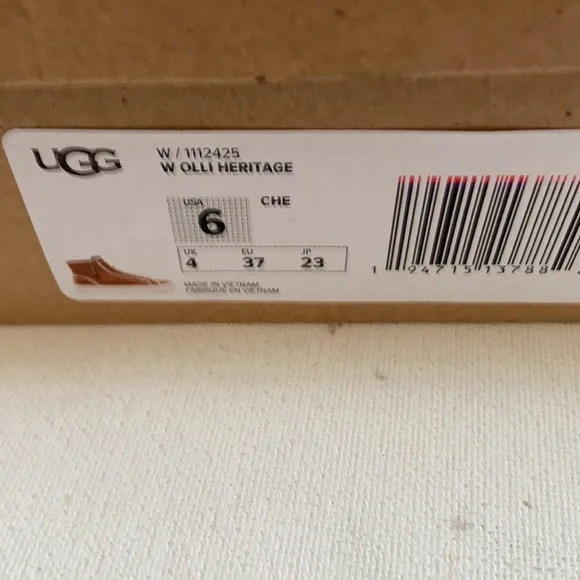 UGG
W / 1112425
W OLLI HERITAGE
USA
6
CHE
UK EU JP
4 37 23
MADE IN VIETNAM
FABRIQUE EN VIETNAM
1 94715 13788